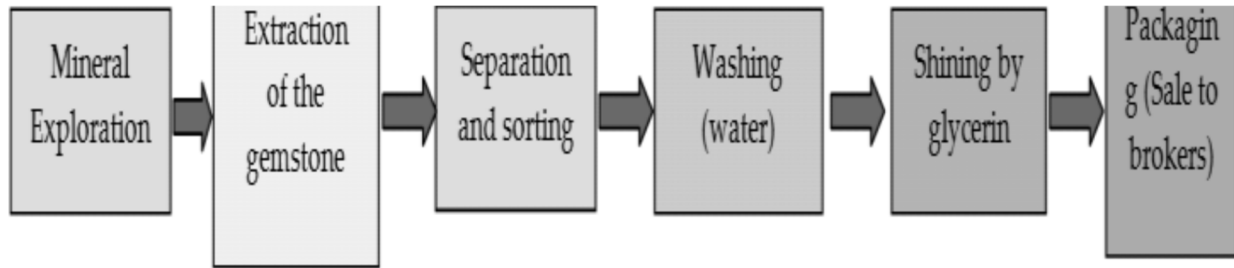 Mineral
Exploration
Extraction
of the
gemstone
Separation
and sorting
Washing
(water)
Shining by
glycerin
Packagin
g (Sale to
brokers)